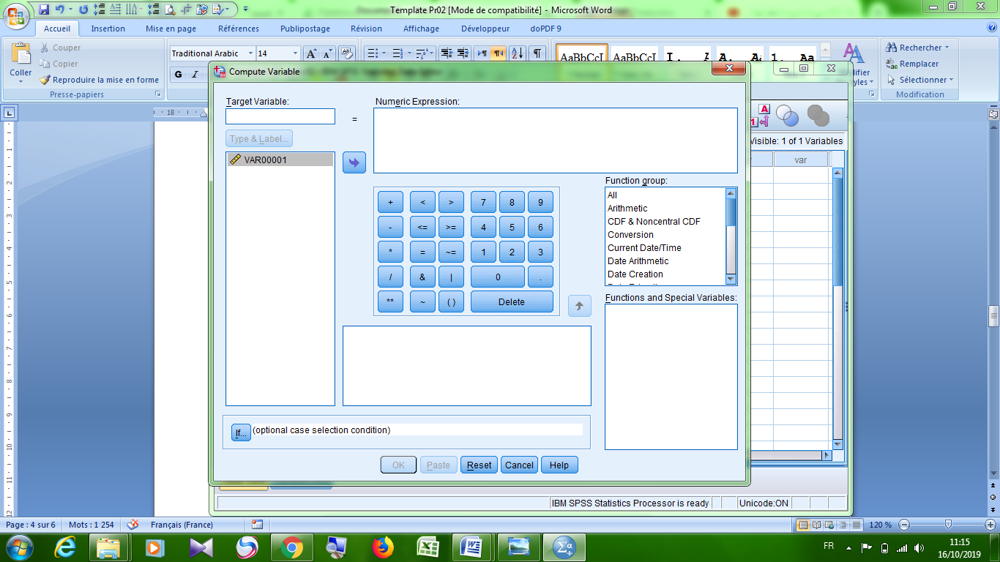 Template Pr02 [Mode de compatibilité] - Microsoft Word
Accueil Insertion Mise en page Références Publipostage Révision Affichage Développeur doPDF 9
Coller
Couper
Copier
Reproduire la mise en forme
Presse-papiers
Traditional Arabic 14
G I
AaBbCcI AaBbCcI 1. A. 1. Aa
Rechercher
Remplacer
Sélectionner
Modification
Compute Variable
Target Variable:
=
Numeric Expression:
Type & Label...
VAR00001
+ < > 7 8 9
- <= >= 4 5 6
* = ~= 1 2 3
/ & | 0 .
** ~ ( ) Delete
Function group:
All
Arithmetic
CDF & Noncentral CDF
Conversion
Current Date/Time
Date Arithmetic
Date Creation
Functions and Special Variables:
If... (optional case selection condition)
OK Paste Reset Cancel Help
Visible: 1 of 1 Variables
var
IBM SPSS Statistics Processor is ready
Unicode:ON
Page : 4 sur 6 Mots : 1 254 Français (France) 120 %
FR
11:15
16/10/2019